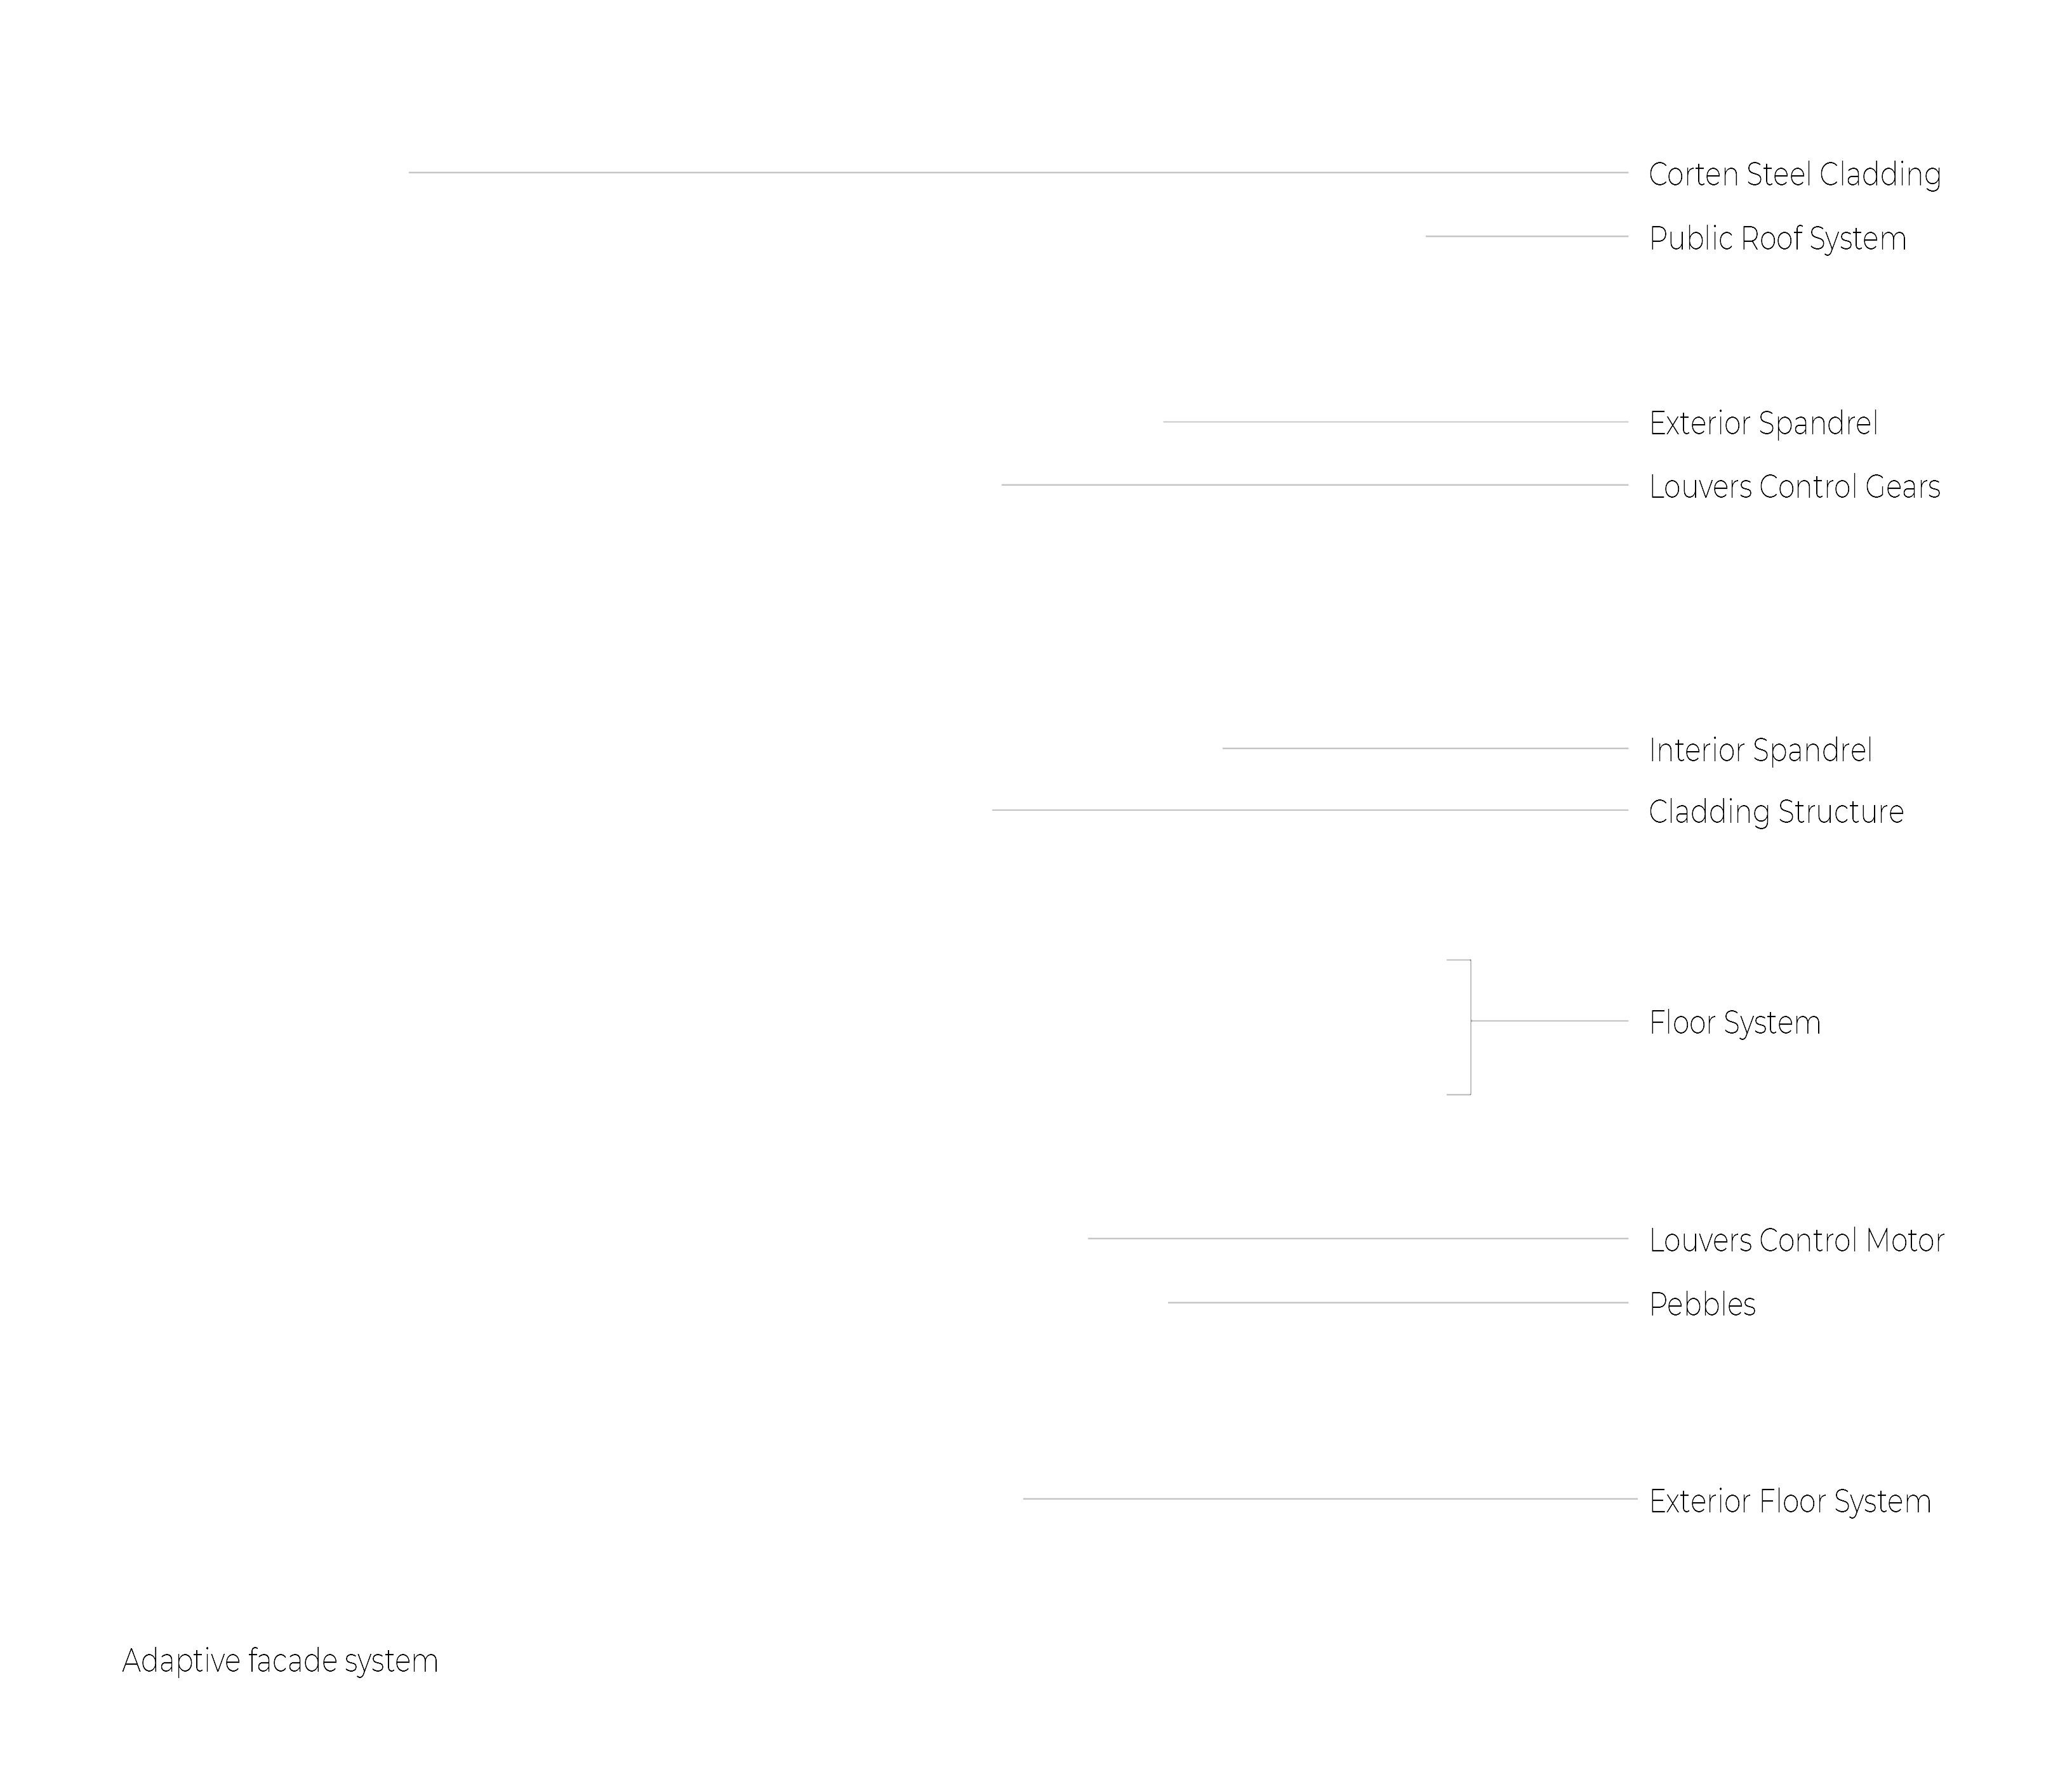 Corten Steel Cladding
Public Roof System
Exterior Spandrel
Louvers Control Gears
Interior Spandrel
Cladding Structure
Floor System
Louvers Control Motor
Pebbles
Exterior Floor System
Adaptive facade system